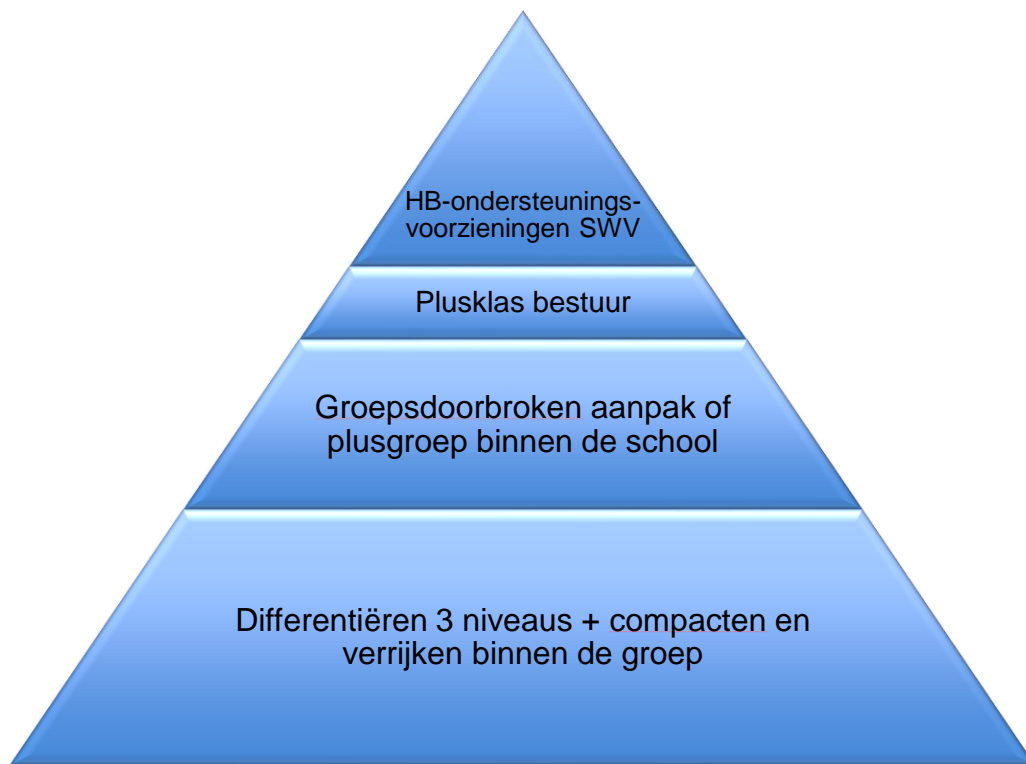 HB-ondersteunings-
voorzieningen SWV
Plusklas bestuur
Groepsdoorbroken aanpak of
plusgroep binnen de school
Differentiëren 3 niveaus + compacten en
verrijken binnen de groep